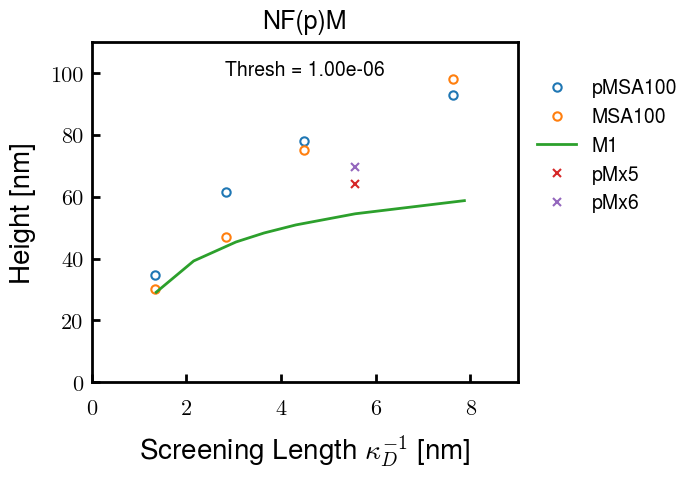 NF(p)M
Thresh = 1.00e-06
100
80
60
40
20
0
Height [nm]
0 2 4 6 8
Screening Length $\kappa_D^{-1}$ [nm]
pMSA100
MSA100
M1
pMx5
pMx6